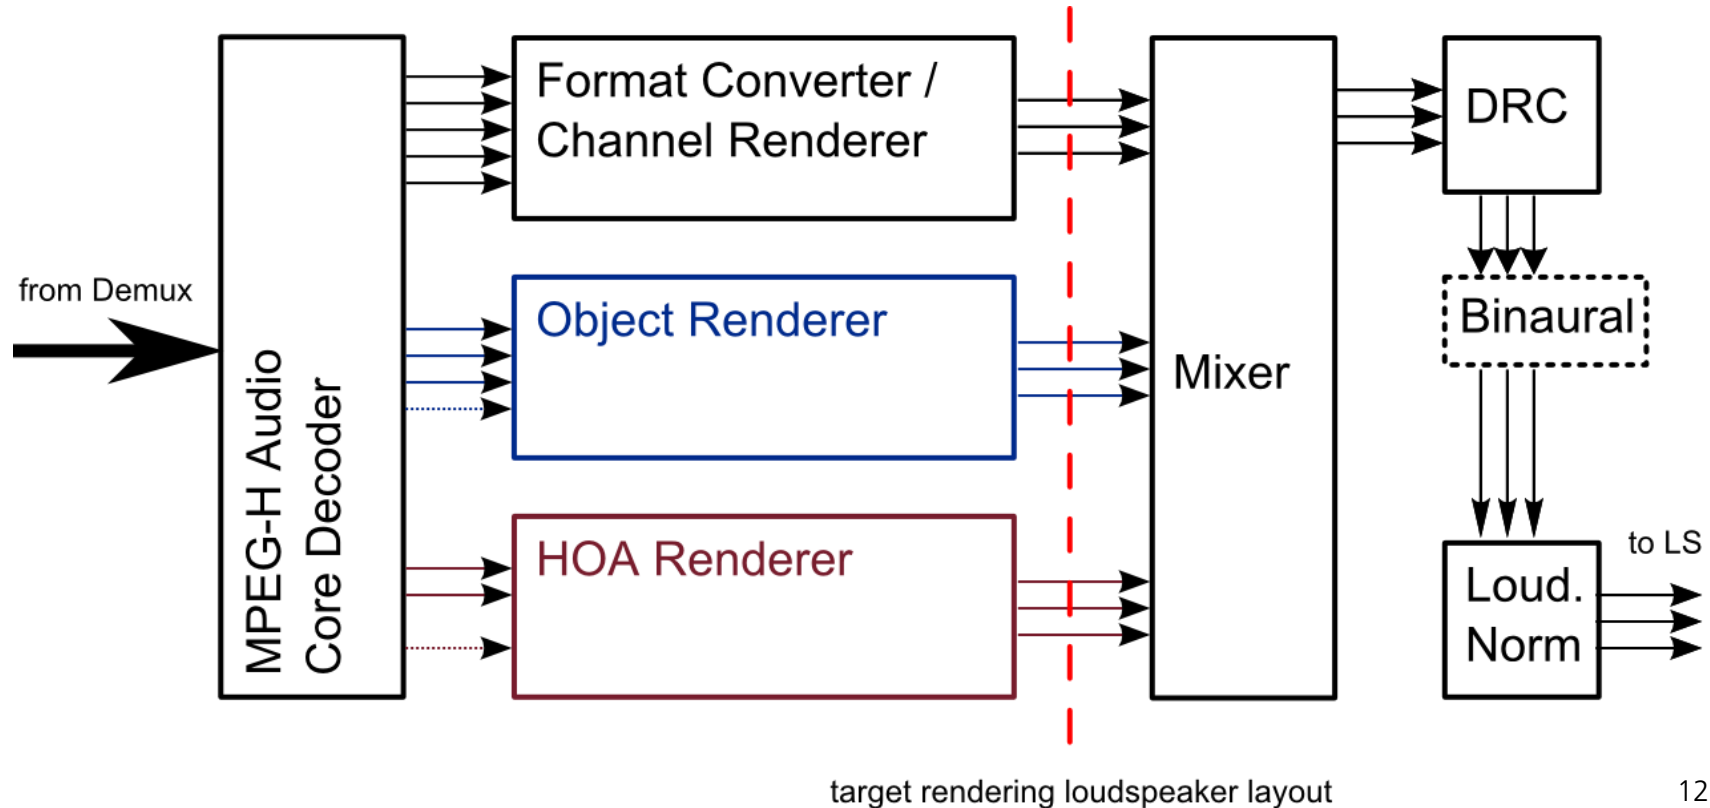 from Demux
MPEG-H Audio
Core Decoder
Format Converter /
Channel Renderer
Object Renderer
HOA Renderer
Mixer
DRC
Binaural
Loud.
Norm
to LS
target rendering loudspeaker layout
12